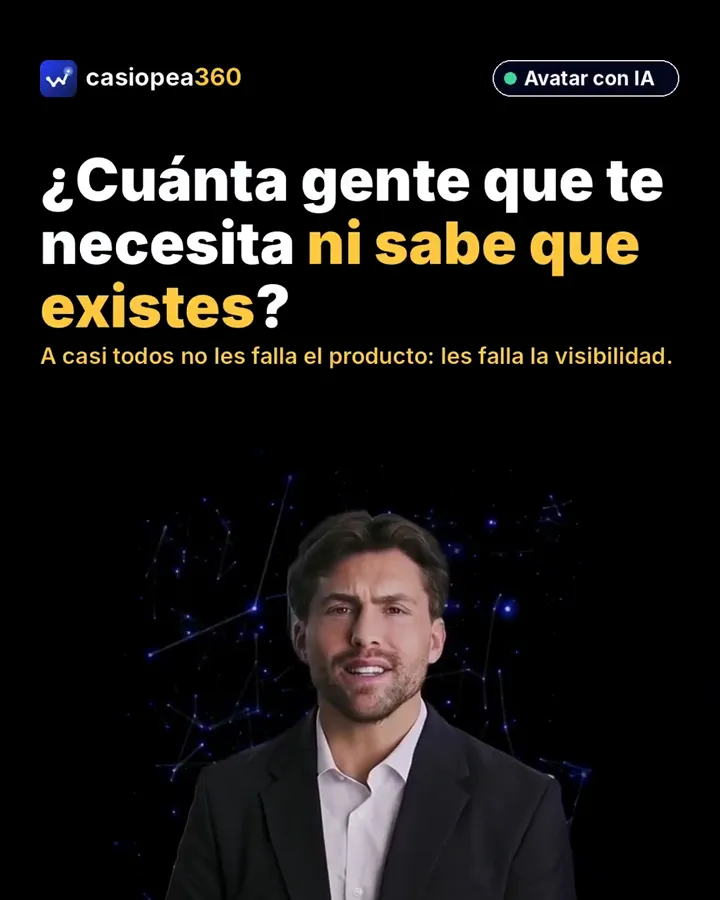 casiopea360
Avatar con IA
¿Cuánta gente que te
necesita ni sabe que
existes?
A casi todos no les falla el producto: les falla la visibilidad.